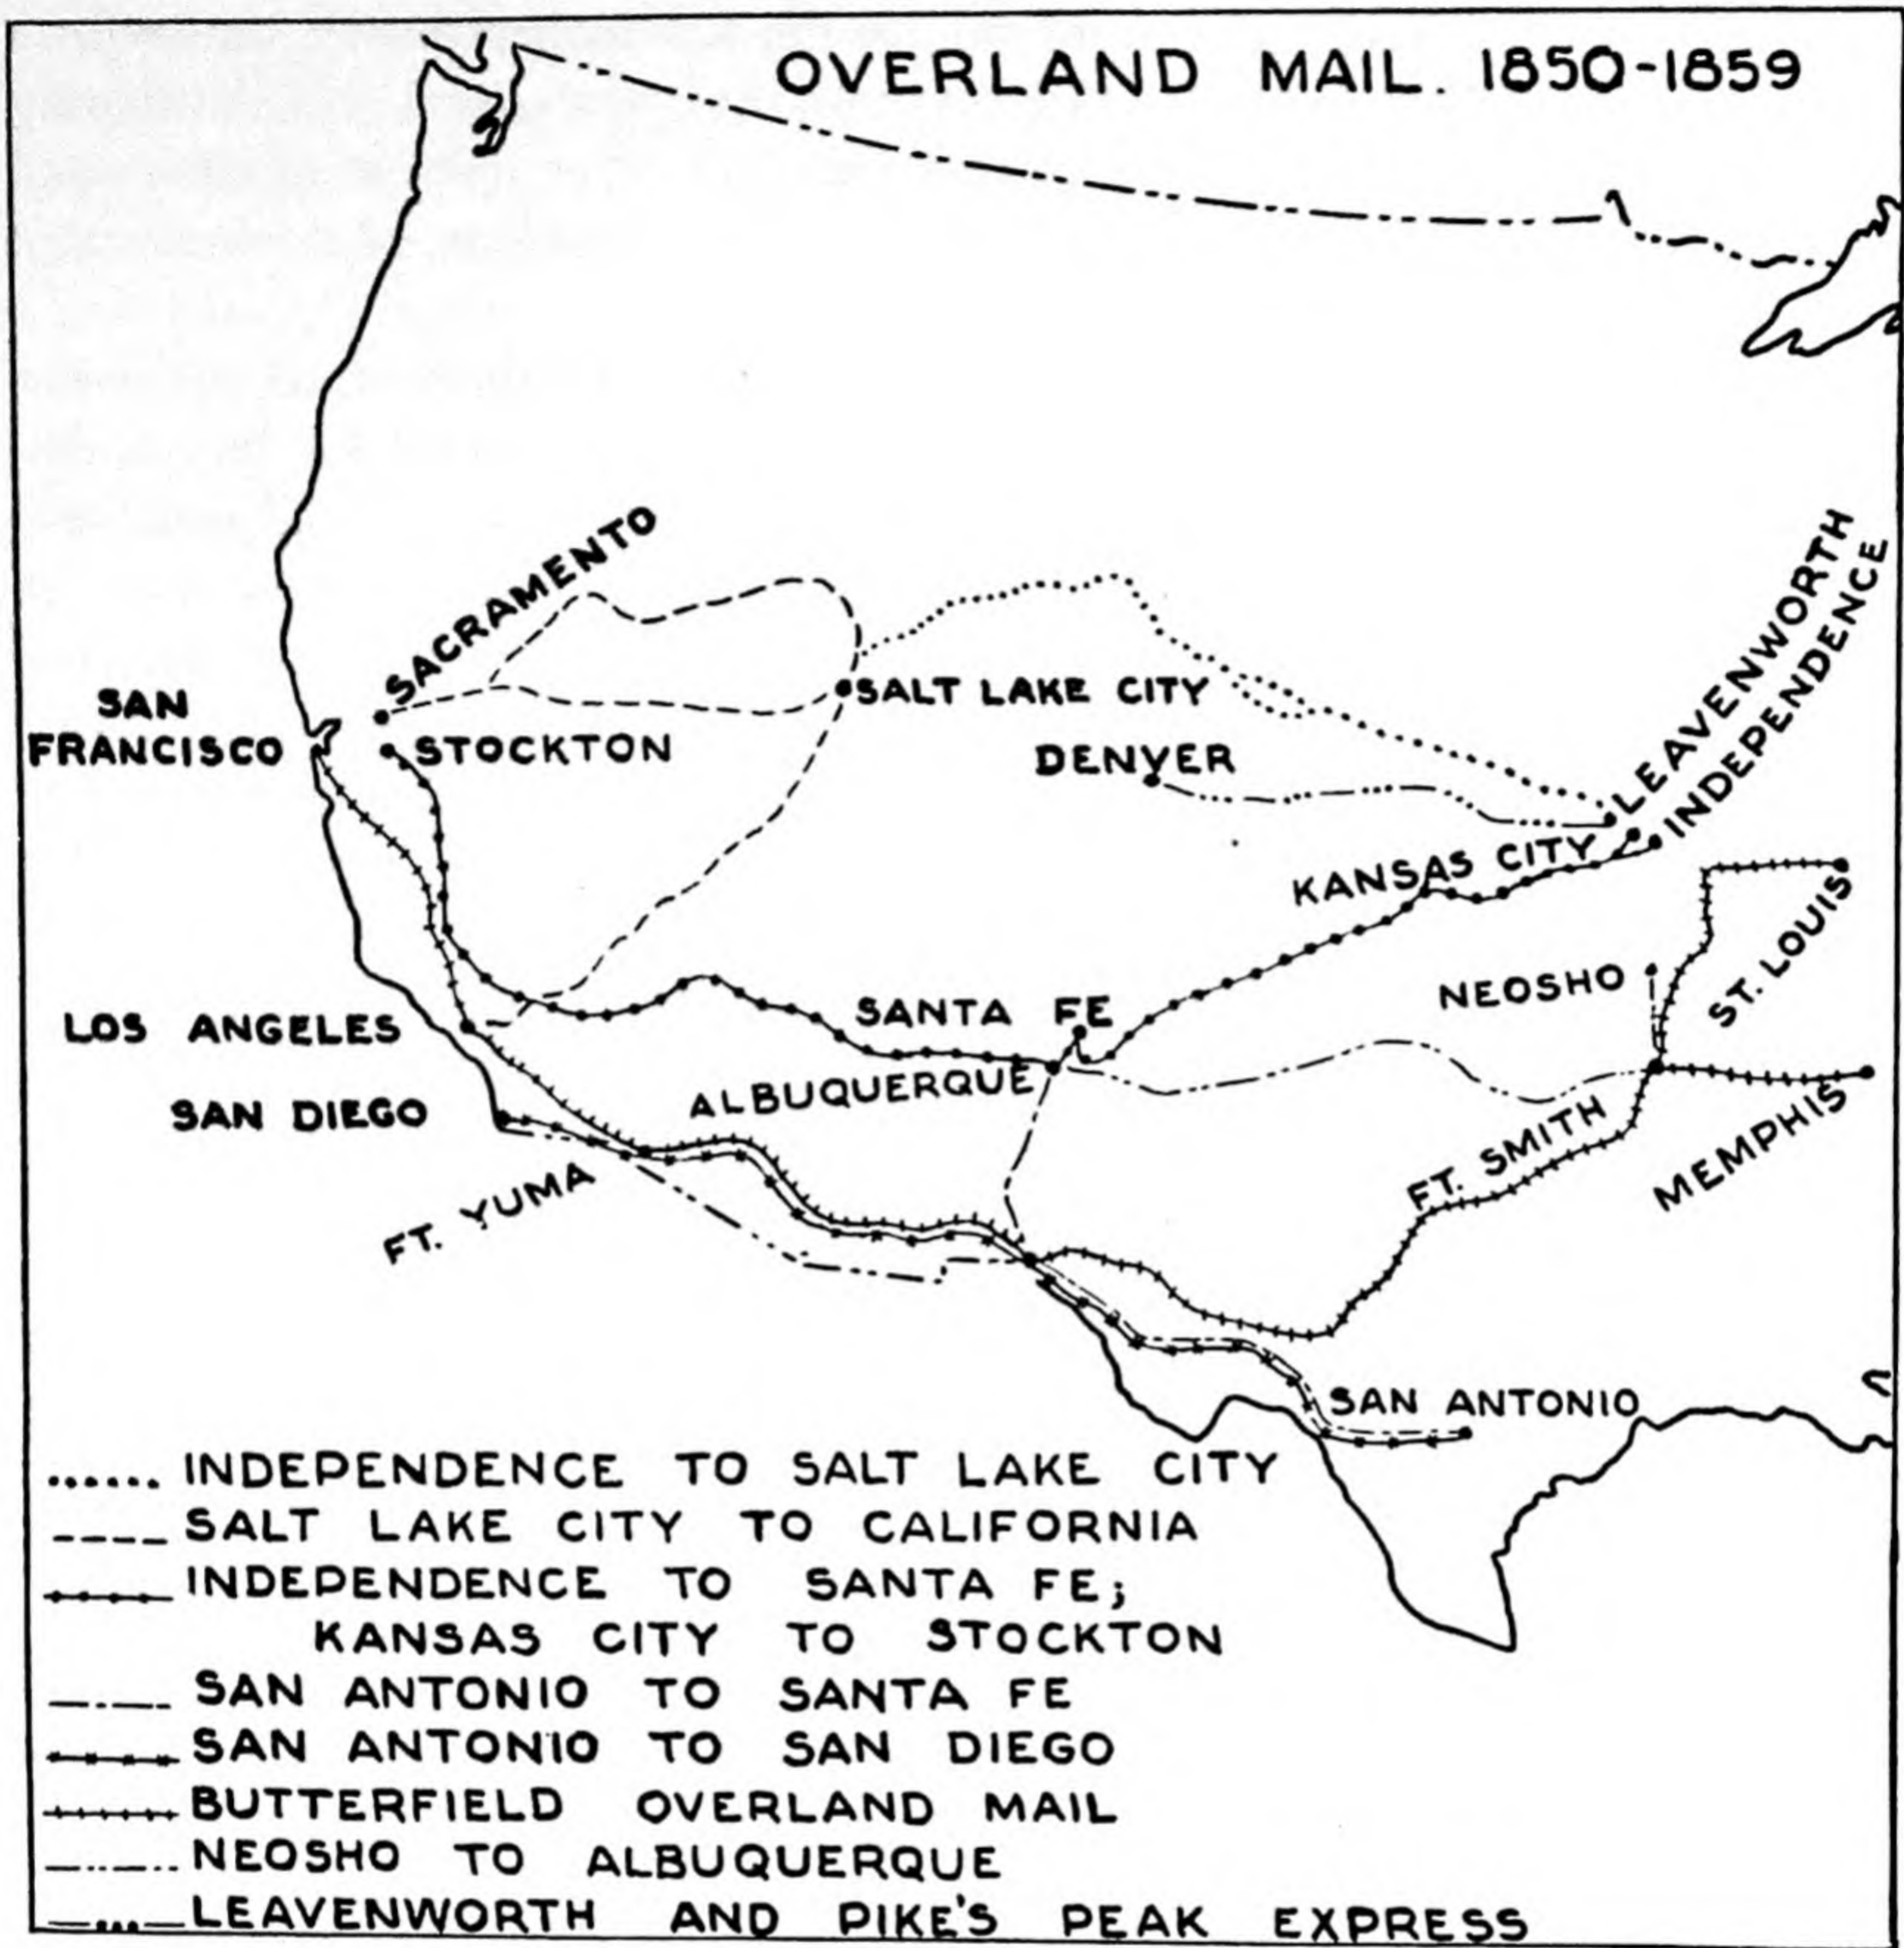 OVERLAND MAIL. 1850-1859
SACRAMENTO
SAN
FRANCISCO
STOCKTON
SALT LAKE CITY
DENVER
LEAVENWORTH
INDEPENDENCE
KANSAS CITY
ST. LOUIS
NEOSHO
LOS ANGELES
SANTA FE
ALBUQUERQUE
SAN DIEGO
FT. YUMA
FT. SMITH
MEMPHIS
SAN ANTONIO
INDEPENDENCE TO SALT LAKE CITY
SALT LAKE CITY TO CALIFORNIA
INDEPENDENCE TO SANTA FE;
KANSAS CITY TO STOCKTON
SAN ANTONIO TO SANTA FE
SAN ANTONIO TO SAN DIEGO
BUTTERFIELD OVERLAND MAIL
NEOSHO TO ALBUQUERQUE
LEAVENWORTH AND PIKE'S PEAK EXPRESS